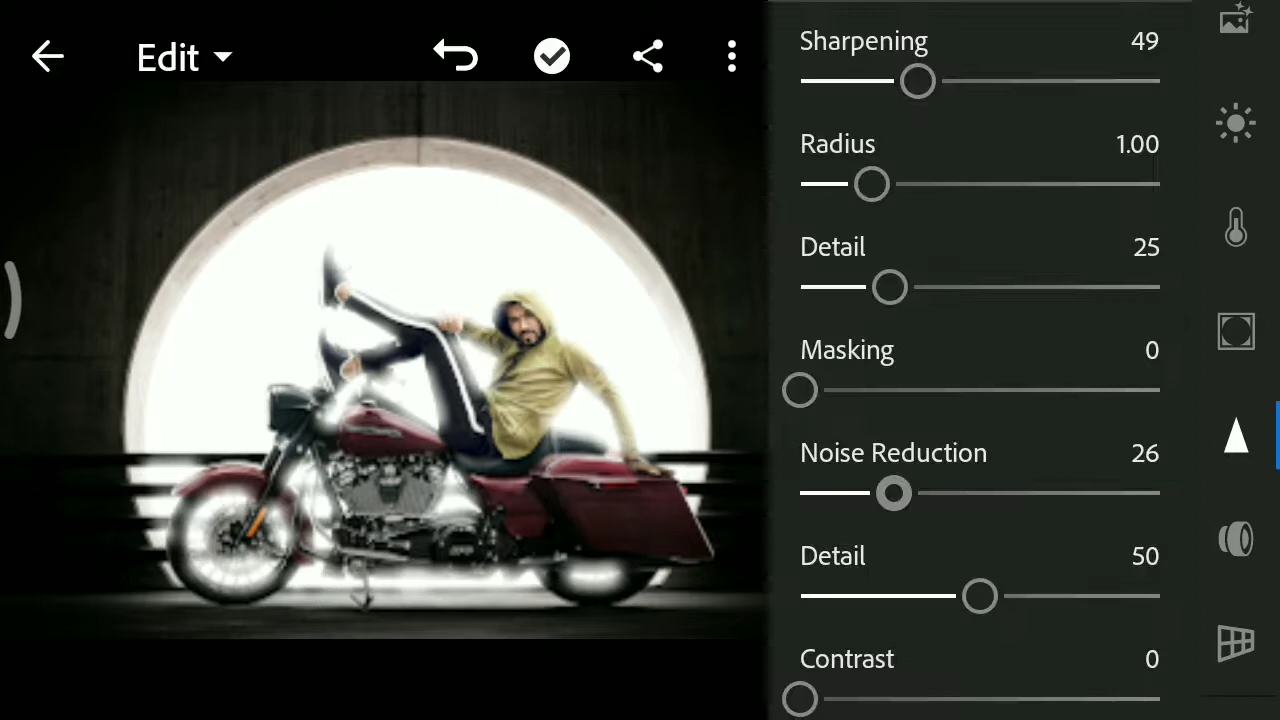 Edit
Sharpening 49
Radius 1.00
Detail 25
Masking 0
Noise Reduction 26
Detail 50
Contrast 0